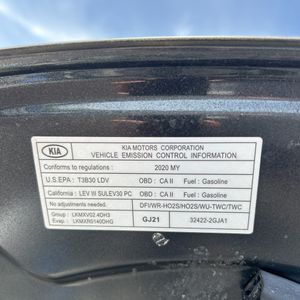 KIA KIA MOTORS CORPORATION
VEHICLE EMISSION CONTROL INFORMATION
Conforms to regulations : 2020 MY
U.S.EPA : T3B30 LDV OBD : CA II Fuel : Gasoline
California : LEV III SULEV30 PC OBD : CA II Fuel : Gasoline
No adjustments needed. DFI/WR-HO2S/HO2S/WU-TWC/TWC
Group : LKMXV02.4DH3 GJ21 32422-2GJA1
Evap. : LKMXR0140DHG